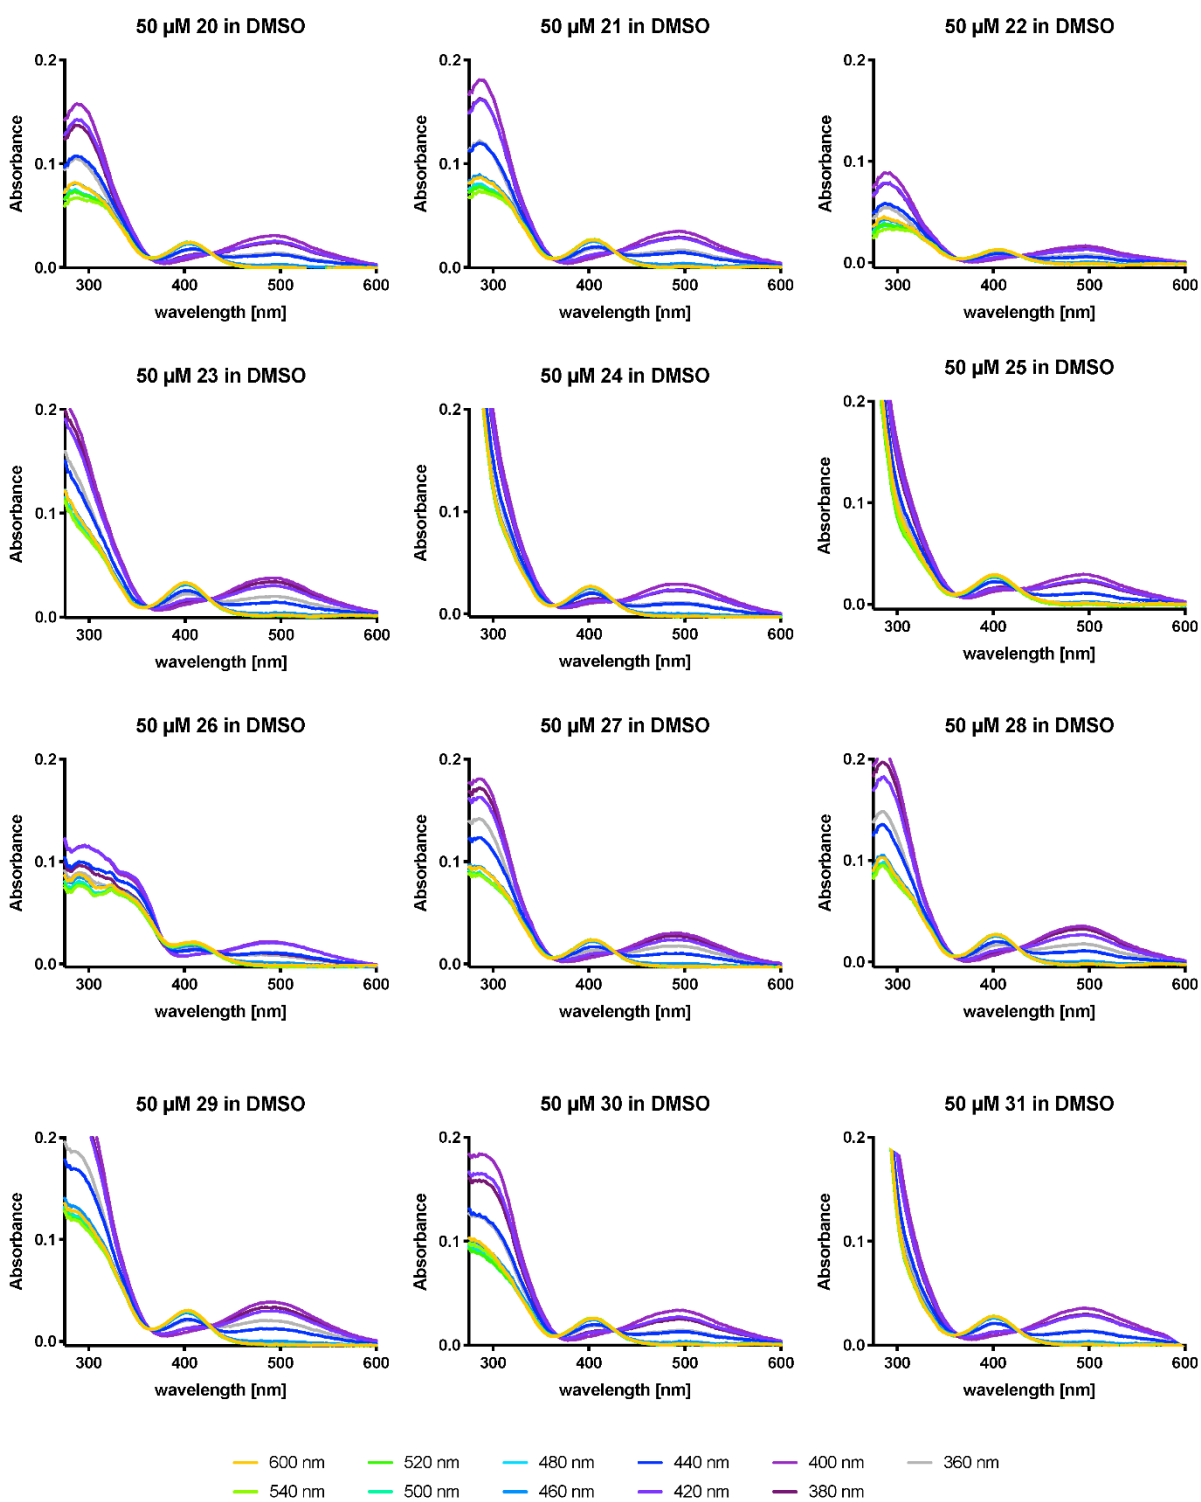 50 µM 20 in DMSO
50 µM 21 in DMSO
50 µM 22 in DMSO
0.2
0.1
0.0
Absorbance
300 400 500 600
wavelength [nm]
0.2
0.1
0.0
Absorbance
300 400 500 600
wavelength [nm]
0.2
0.1
0.0
Absorbance
300 400 500 600
wavelength [nm]
50 µM 23 in DMSO
50 µM 24 in DMSO
50 µM 25 in DMSO
0.2
0.1
0.0
Absorbance
300 400 500 600
wavelength [nm]
0.2
0.1
0.0
Absorbance
300 400 500 600
wavelength [nm]
0.2
0.1
0.0
Absorbance
300 400 500 600
wavelength [nm]
50 µM 26 in DMSO
50 µM 27 in DMSO
50 µM 28 in DMSO
0.2
0.1
0.0
Absorbance
300 400 500 600
wavelength [nm]
0.2
0.1
0.0
Absorbance
300 400 500 600
wavelength [nm]
0.2
0.1
0.0
Absorbance
300 400 500 600
wavelength [nm]
50 µM 29 in DMSO
50 µM 30 in DMSO
50 µM 31 in DMSO
0.2
0.1
0.0
Absorbance
300 400 500 600
wavelength [nm]
0.2
0.1
0.0
Absorbance
300 400 500 600
wavelength [nm]
0.2
0.1
0.0
Absorbance
300 400 500 600
wavelength [nm]
600 nm 520 nm 480 nm 440 nm 400 nm 360 nm
540 nm 500 nm 460 nm 420 nm 380 nm